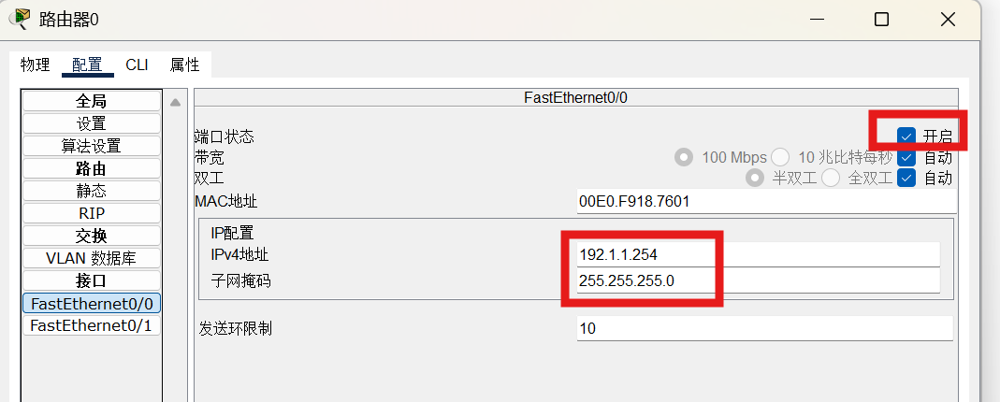 路由器0
物理 配置 CLI 属性
全局
设置
算法设置
路由
静态
RIP
交换
VLAN 数据库
接口
FastEthernet0/0
FastEthernet0/1
FastEthernet0/0
端口状态 开启
带宽 100 Mbps 10 兆比特每秒 自动
双工 半双工 全双工 自动
MAC地址 00E0.F918.7601
IP配置
IPv4地址 192.1.1.254
子网掩码 255.255.255.0
发送环限制 10